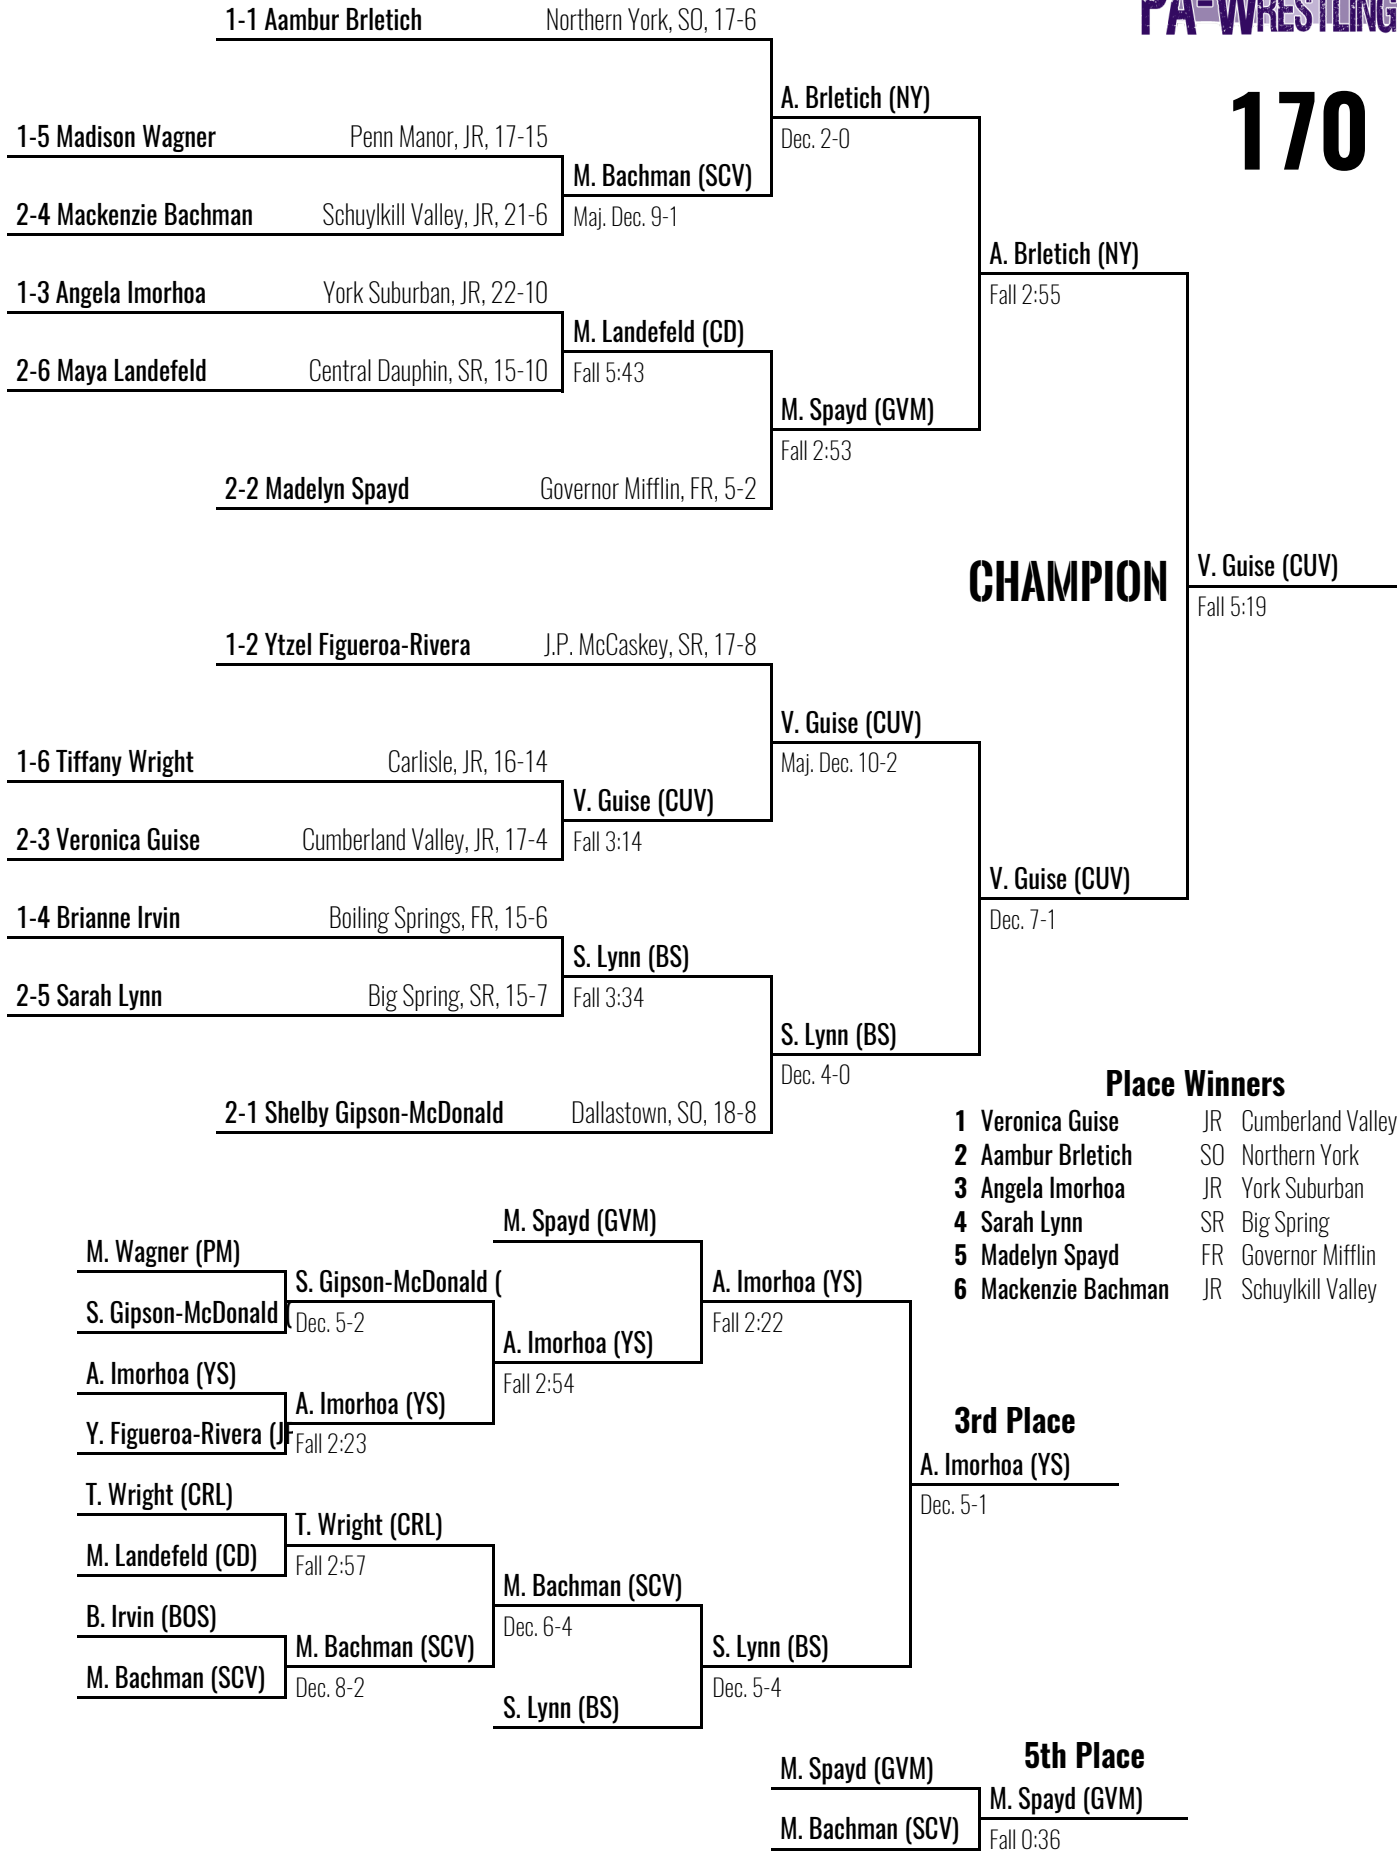 PA-WRESTLING
170
1-1 Aambur Brletich Northern York, SO, 17-6
A. Brletich (NY)
Dec. 2-0
1-5 Madison Wagner Penn Manor, JR, 17-15
M. Bachman (SCV)
Maj. Dec. 9-1
2-4 Mackenzie Bachman Schuylkill Valley, JR, 21-6
A. Brletich (NY)
Fall 2:55
1-3 Angela Imorhoa York Suburban, JR, 22-10
M. Landefeld (CD)
Fall 5:43
2-6 Maya Landefeld Central Dauphin, SR, 15-10
M. Spayd (GVM)
Fall 2:53
2-2 Madelyn Spayd Governor Mifflin, FR, 5-2
CHAMPION
V. Guise (CUV)
Fall 5:19
1-2 Ytzel Figueroa-Rivera J.P. McCaskey, SR, 17-8
V. Guise (CUV)
Maj. Dec. 10-2
1-6 Tiffany Wright Carlisle, JR, 16-14
V. Guise (CUV)
Fall 3:14
2-3 Veronica Guise Cumberland Valley, JR, 17-4
V. Guise (CUV)
Dec. 7-1
1-4 Brianne Irvin Boiling Springs, FR, 15-6
S. Lynn (BS)
Fall 3:34
2-5 Sarah Lynn Big Spring, SR, 15-7
S. Lynn (BS)
Dec. 4-0
2-1 Shelby Gipson-McDonald Dallastown, SO, 18-8
Place Winners
1 Veronica Guise JR Cumberland Valley
2 Aambur Brletich SO Northern York
3 Angela Imorhoa JR York Suburban
4 Sarah Lynn SR Big Spring
5 Madelyn Spayd FR Governor Mifflin
6 Mackenzie Bachman JR Schuylkill Valley
M. Spayd (GVM)
M. Wagner (PM)
S. Gipson-McDonald (
Dec. 5-2
S. Gipson-McDonald (
A. Imorhoa (YS)
Fall 2:22
A. Imorhoa (YS)
Fall 2:54
A. Imorhoa (YS)
A. Imorhoa (YS)
Fall 2:23
Y. Figueroa-Rivera (JF
3rd Place
A. Imorhoa (YS)
Dec. 5-1
T. Wright (CRL)
T. Wright (CRL)
Fall 2:57
M. Landefeld (CD)
M. Bachman (SCV)
Dec. 6-4
B. Irvin (BOS)
M. Bachman (SCV)
Dec. 8-2
M. Bachman (SCV)
S. Lynn (BS)
Dec. 5-4
S. Lynn (BS)
5th Place
M. Spayd (GVM)
M. Spayd (GVM)
Fall 0:36
M. Bachman (SCV)